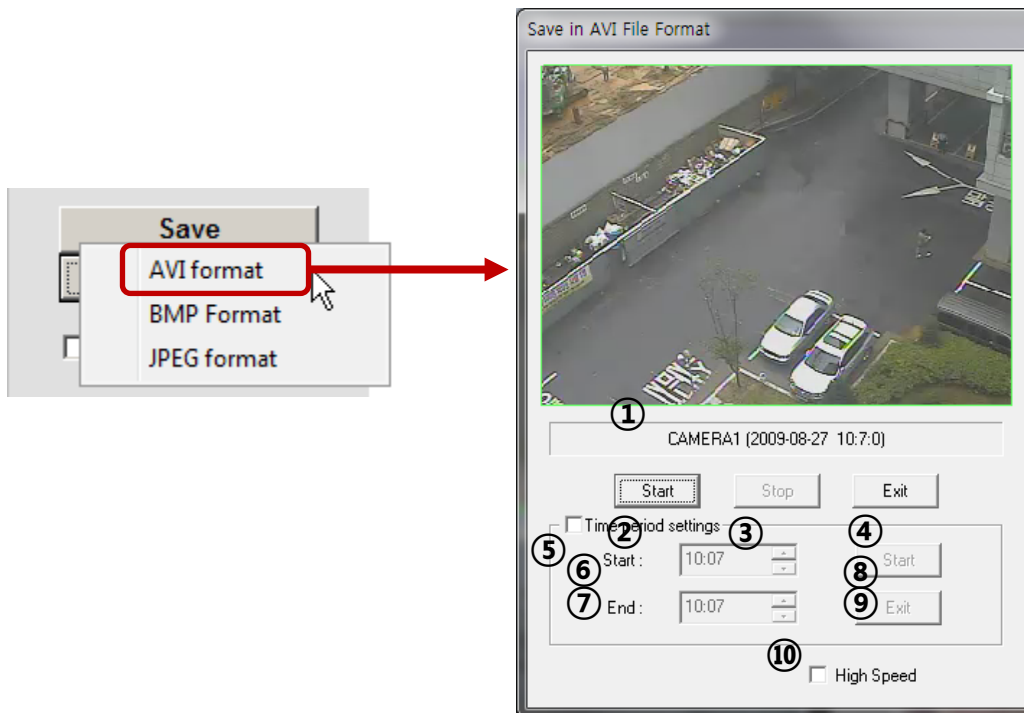 Save
AVI format
BMP Format
JPEG format
Save in AVI File Format
①
CAMERA1 (2009-08-27 10:7:0)
Start Stop Exit
Time period settings
② ③ ④
⑤
Start : 10:07 Start
⑥ ⑧
End : 10:07 Exit
⑦ ⑨
⑩
High Speed